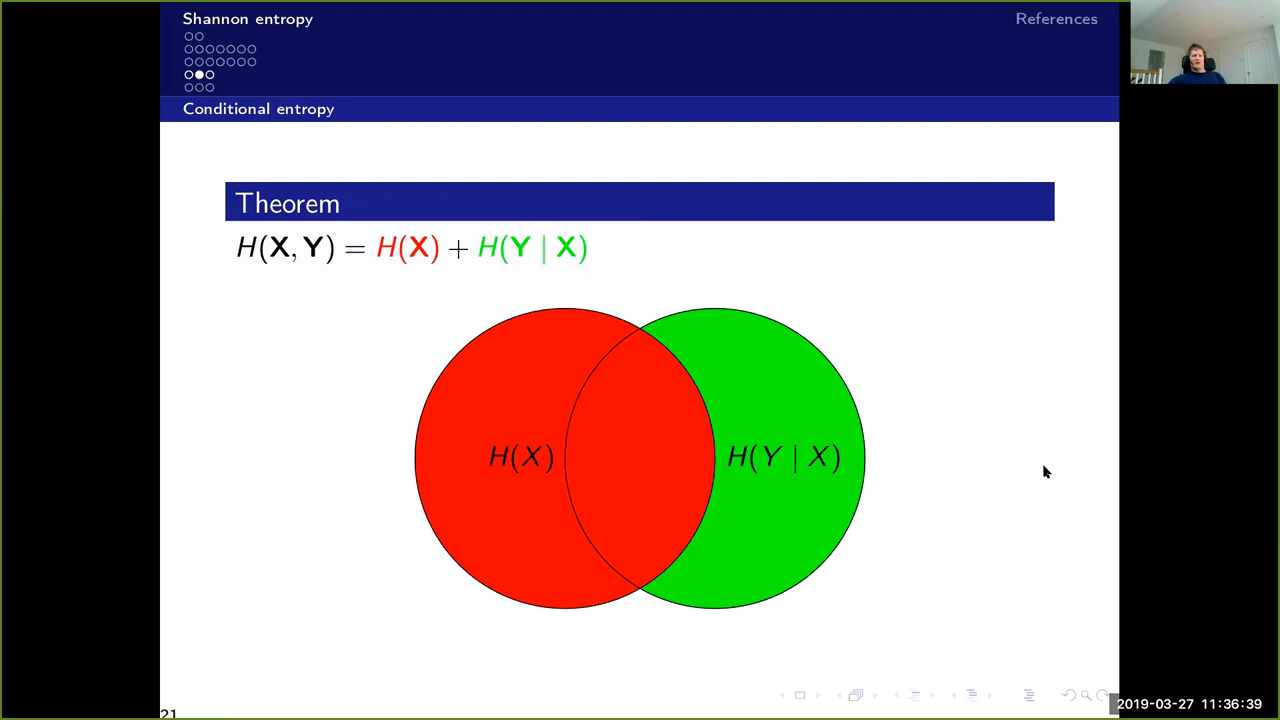 Shannon entropy
References
Conditional entropy
Theorem
H(X, Y) = H(X) + H(Y | X)
H(X)
H(Y | X)
21
2019-03-27 11:36:39